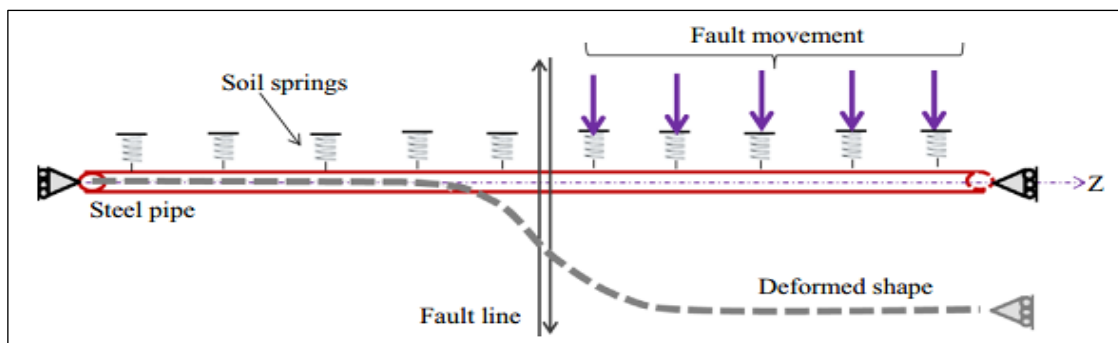 Fault movement
Soil springs
Z
Steel pipe
Deformed shape
Fault line